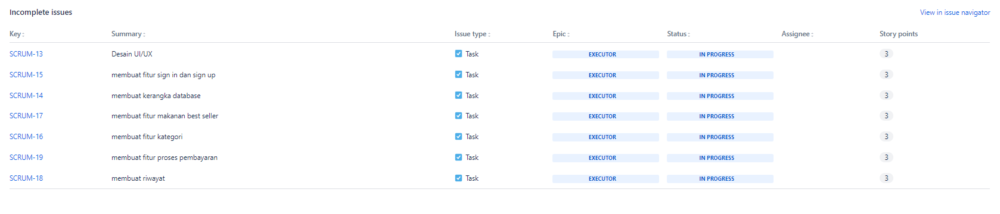 Incomplete issues View in issue navigator
Key Summary Issue type Epic Status Assignee Story points
SCRUM-13 Desain UI/UX Task EXECUTOR IN PROGRESS 3
SCRUM-15 membuat fitur sign in dan sign up Task EXECUTOR IN PROGRESS 3
SCRUM-14 membuat kerangka database Task EXECUTOR IN PROGRESS 3
SCRUM-17 membuat fitur makanan best seller Task EXECUTOR IN PROGRESS 3
SCRUM-16 membuat fitur kategori Task EXECUTOR IN PROGRESS 3
SCRUM-19 membuat fitur proses pembayaran Task EXECUTOR IN PROGRESS 3
SCRUM-18 membuat riwayat Task EXECUTOR IN PROGRESS 3